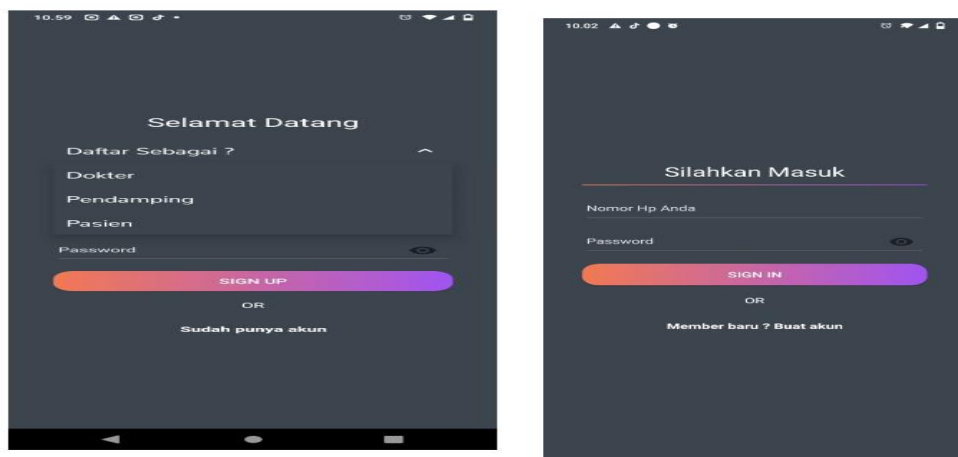 10.59
Selamat Datang
Daftar Sebagai ?
Dokter
Pendamping
Pasien
Password
SIGN UP
OR
Sudah punya akun
10.02
Silahkan Masuk
Nomor Hp Anda
Password
SIGN IN
OR
Member baru ? Buat akun